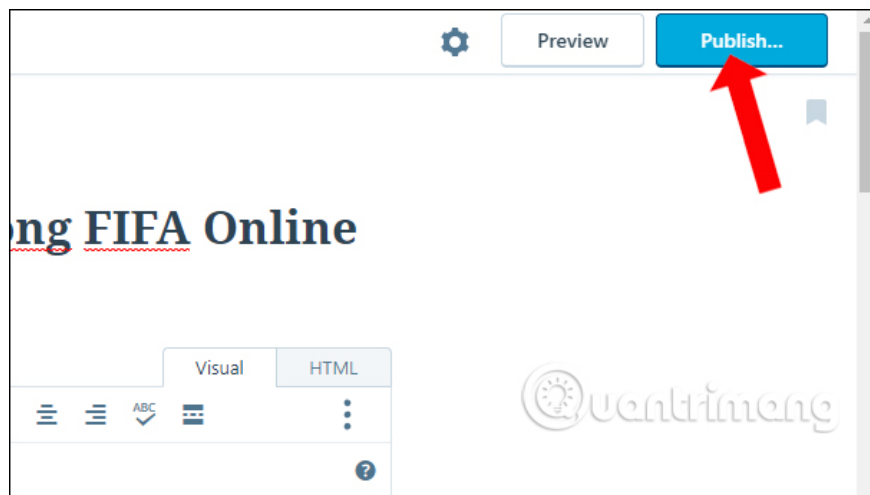 Preview Publish...
ong FIFA Online
Visual HTML
ABC
?
Quantrimang